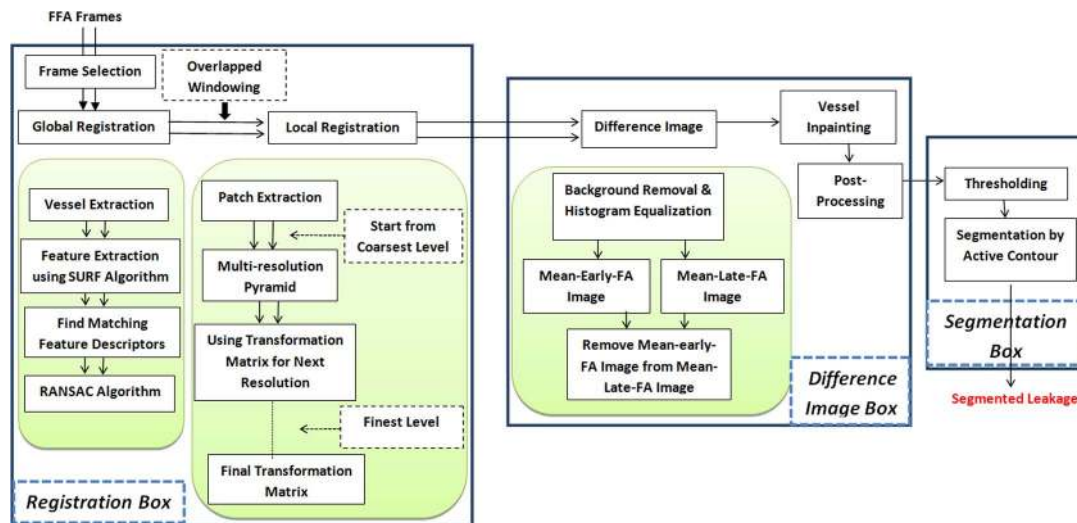 FFA Frames
Frame Selection
Overlapped
Windowing
Global Registration
Local Registration
Vessel Extraction
Feature Extraction
using SURF Algorithm
Find Matching
Feature Descriptors
RANSAC Algorithm
Patch Extraction
Start from
Coarsest Level
Multi-resolution
Pyramid
Using Transformation
Matrix for Next
Resolution
Finest Level
Final Transformation
Matrix
Registration Box
Difference Image
Vessel
Inpainting
Post-
Processing
Background Removal &
Histogram Equalization
Mean-Early-FA
Image
Mean-Late-FA
Image
Remove Mean-early-
FA Image from Mean-
Late-FA Image
Difference
Image Box
Thresholding
Segmentation by
Active Contour
Segmentation
Box
Segmented Leakage